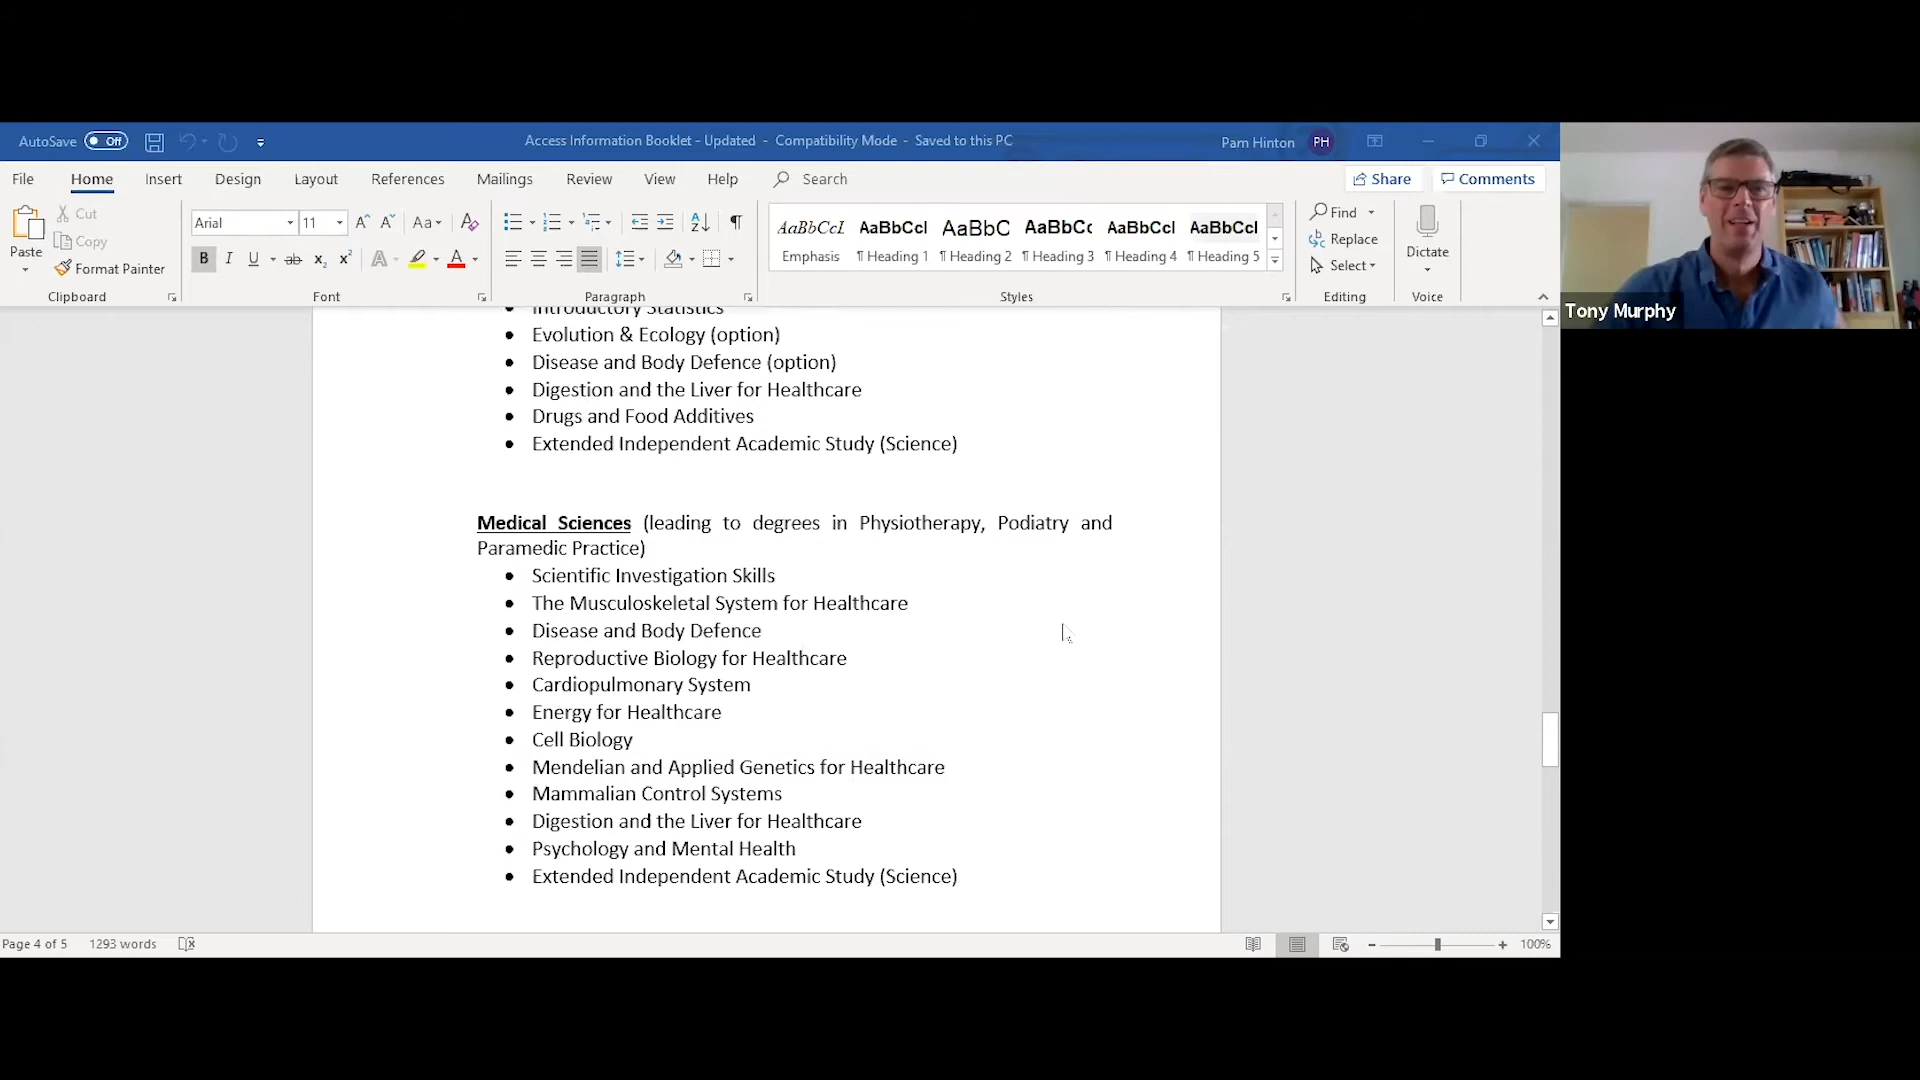 AutoSave Off Access Information Booklet - Updated - Compatibility Mode - Saved to this PC Pam Hinton PH
File Home Insert Design Layout References Mailings Review View Help Search Share Comments
Paste Cut Copy Format Painter
Clipboard
Arial 11 Aa
B I U ab x₂ x² A A
Font
A Z ¶
Paragraph
AaBbCcI AaBbCcI AaBbC AaBbCc AaBbCcI AaBbCcI
Emphasis ¶ Heading 1 ¶ Heading 2 ¶ Heading 3 ¶ Heading 4 ¶ Heading 5
Styles
Find
Replace
Select
Editing
Dictate
Voice
Tony Murphy
• Introductory Statistics
• Evolution & Ecology (option)
• Disease and Body Defence (option)
• Digestion and the Liver for Healthcare
• Drugs and Food Additives
• Extended Independent Academic Study (Science)
Medical Sciences (leading to degrees in Physiotherapy, Podiatry and
Paramedic Practice)
• Scientific Investigation Skills
• The Musculoskeletal System for Healthcare
• Disease and Body Defence
• Reproductive Biology for Healthcare
• Cardiopulmonary System
• Energy for Healthcare
• Cell Biology
• Mendelian and Applied Genetics for Healthcare
• Mammalian Control Systems
• Digestion and the Liver for Healthcare
• Psychology and Mental Health
• Extended Independent Academic Study (Science)
Page 4 of 5 1293 words 100%